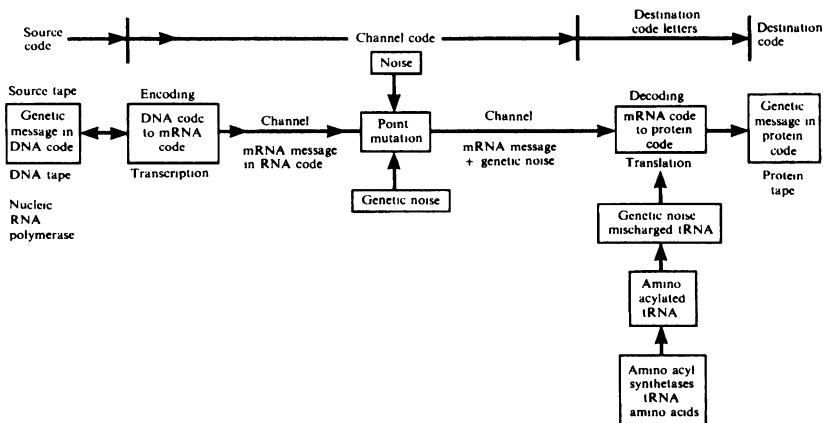 Source
code
Channel code
Destination
code letters
Destination
code
Noise
Source tape
Genetic
message in
DNA code
DNA tape
Nucleic
RNA
polymerase
Encoding
DNA code
to mRNA
code
Transcription
Channel
mRNA message
in RNA code
Point
mutation
Genetic noise
Channel
mRNA message
+ genetic noise
Decoding
mRNA code
to protein
code
Translation
Genetic
message in
protein
code
Protein
tape
Genetic noise
mischarged tRNA
Amino
acylated
tRNA
Amino acyl
synthetases
tRNA
amino acids